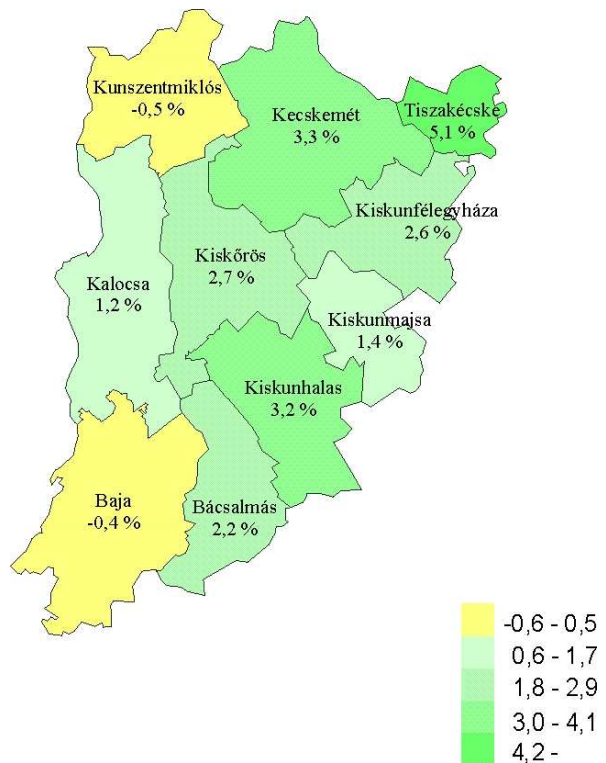 Kunszentmiklós
-0,5 %
Kecskemét
3,3 %
Tiszakécske
5,1 %
Kiskunfélegyháza
2,6 %
Kiskőrös
2,7 %
Kalocsa
1,2 %
Kiskunmajsa
1,4 %
Kiskunhalas
3,2 %
Baja
-0,4 %
Bácsalmás
2,2 %
-0,6 - 0,5
0,6 - 1,7
1,8 - 2,9
3,0 - 4,1
4,2 -